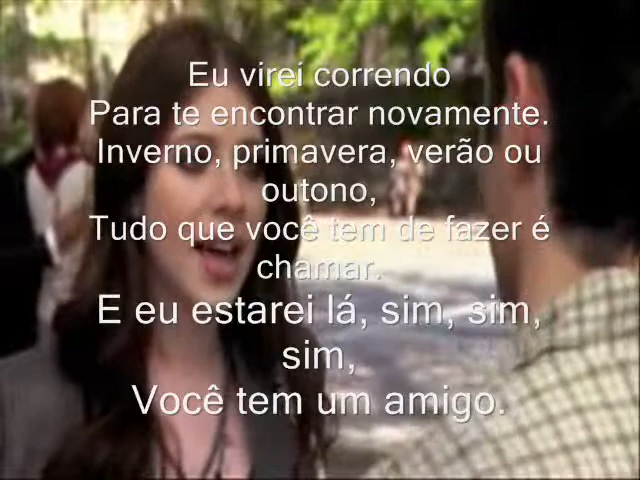 Eu virei correndo
Para te encontrar novamente.
Inverno, primavera, verão ou
outono,
Tudo que você tem de fazer é
chamar.
E eu estarei lá, sim, sim,
sim,
Você tem um amigo.